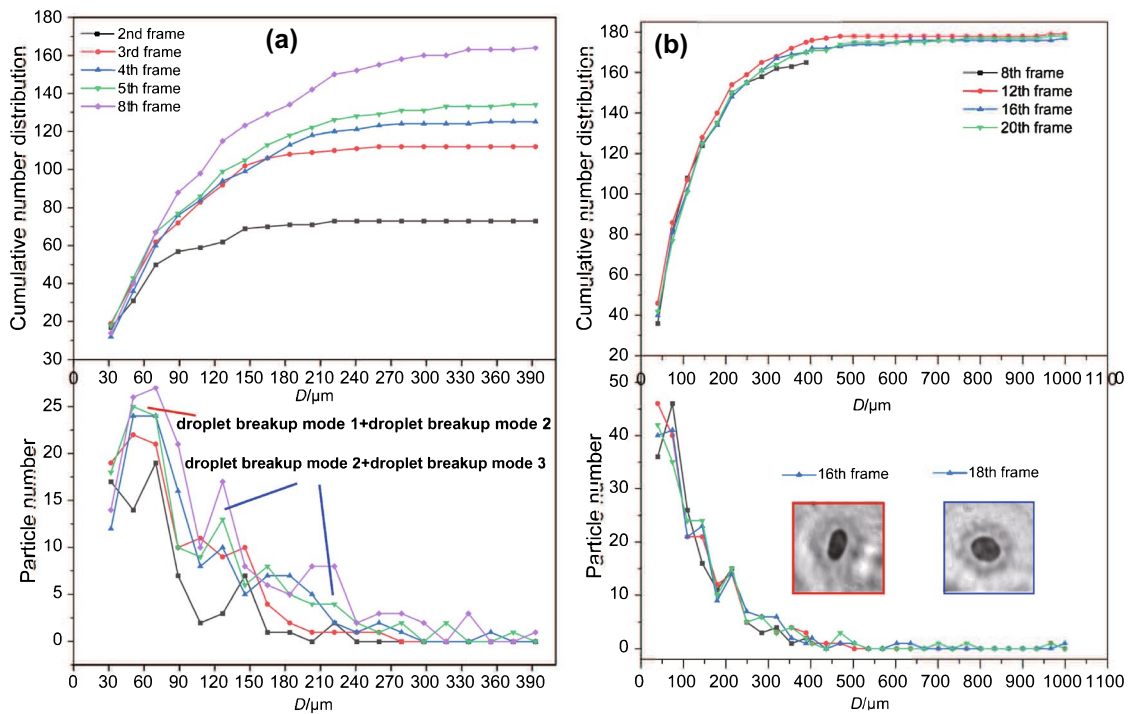 (a)
2nd frame
3rd frame
4th frame
5th frame
8th frame
Cumulative number distribution
180
160
140
120
100
80
60
40
20
30
0 30 60 90 120 150 180 210 240 270 300 330 360 390
D/μm
Particle number
25
20
15
10
5
0
droplet breakup mode 1+droplet breakup mode 2
droplet breakup mode 2+droplet breakup mode 3
0 30 60 90 120 150 180 210 240 270 300 330 360 390
D/μm
(b)
8th frame
12th frame
16th frame
20th frame
Cumulative number distribution
180
160
140
120
100
80
60
40
20
50
0 100 200 300 400 500 600 700 800 900 1000 1100
D/μm
Particle number
40
30
20
10
0
16th frame
18th frame
0 100 200 300 400 500 600 700 800 900 1000 1100
D/μm